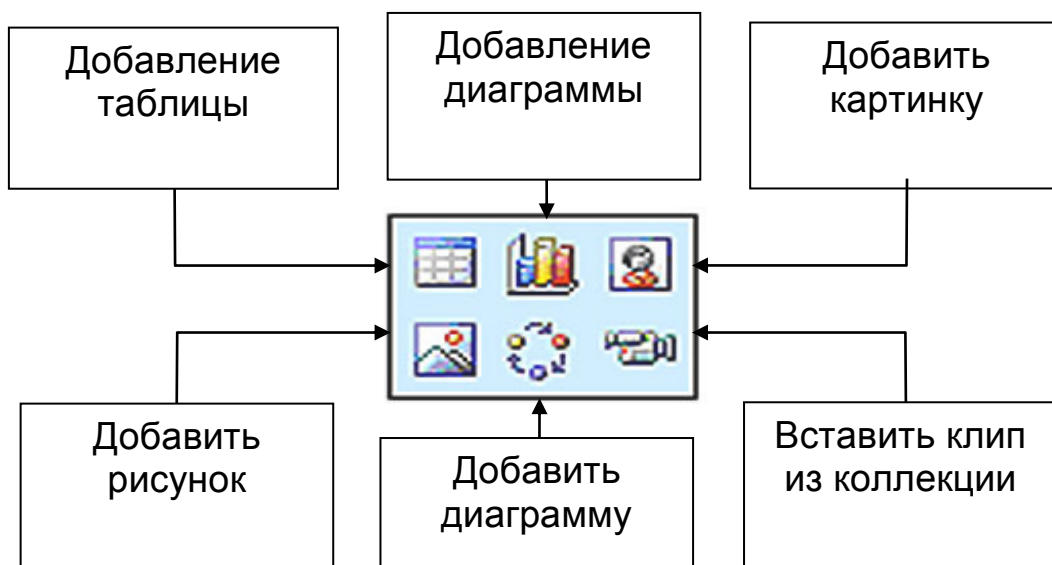 Добавление
таблицы
Добавление
диаграммы
Добавить
картинку
Добавить
рисунок
Добавить
диаграмму
Вставить клип
из коллекции